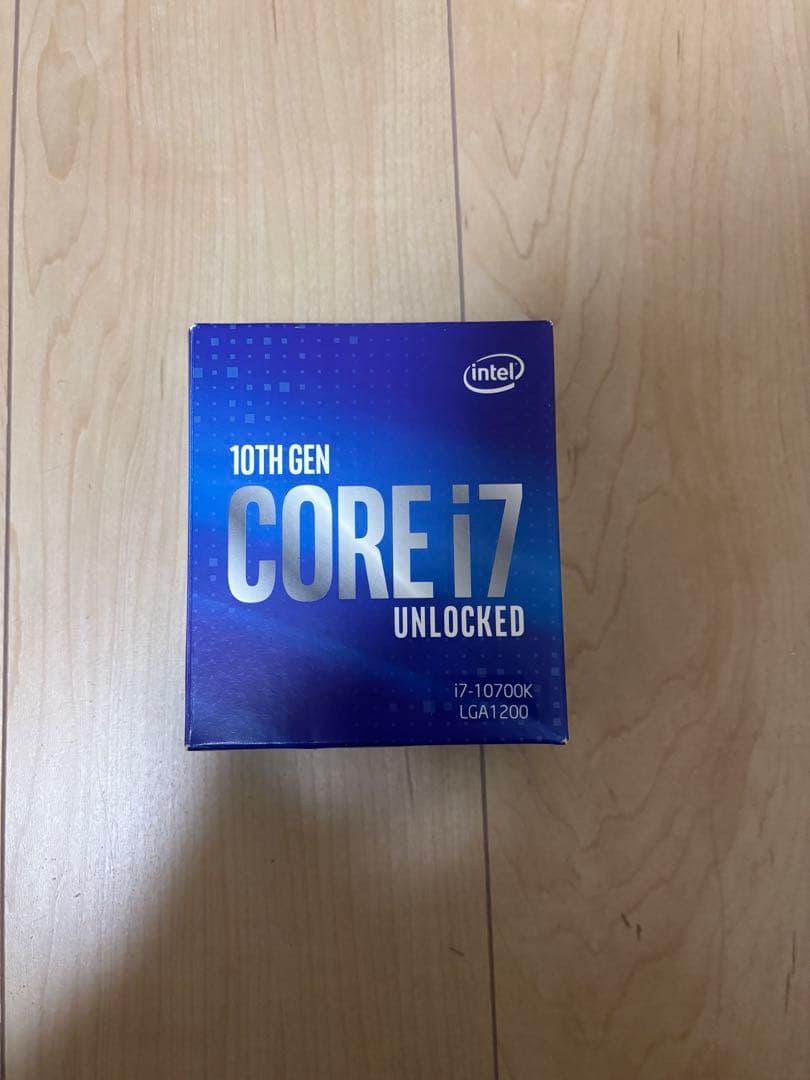 intel
10TH GEN
CORE i7
UNLOCKED
i7-10700K
LGA1200